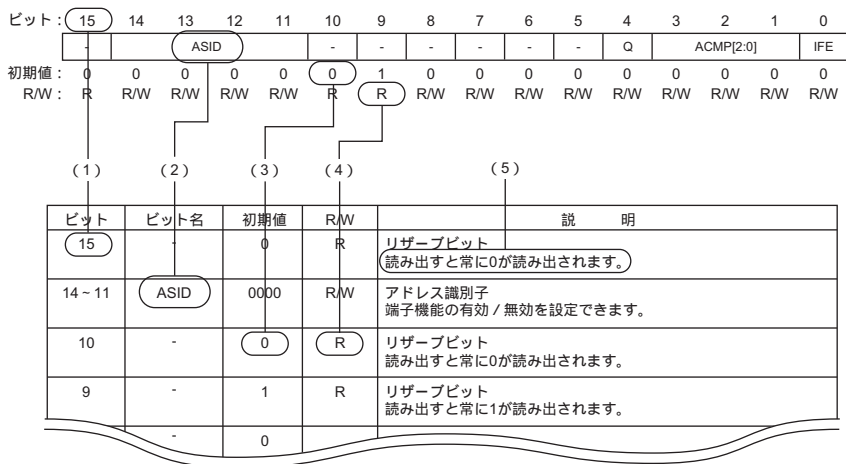 ビット : 15 14 13 12 11 10 9 8 7 6 5 4 3 2 1 0
- ASID - - - - - - Q ACMP[2:0] IFE
初期値 : 0 0 0 0 0 0 1 0 0 0 0 0 0 0 0 0
R/W : R R/W R/W R/W R/W R R R/W R/W R/W R/W R/W R/W R/W R/W R/W
(1) (2) (3) (4) (5)
ビット ビット名 初期値 R/W 説 明
15 - 0 R リザーブビット
読み出すと常に0が読み出されます。
14～11 ASID 0000 R/W アドレス識別子
端子機能の有効/無効を設定できます。
10 - 0 R リザーブビット
読み出すと常に0が読み出されます。
9 - 1 R リザーブビット
読み出すと常に1が読み出されます。
- 0